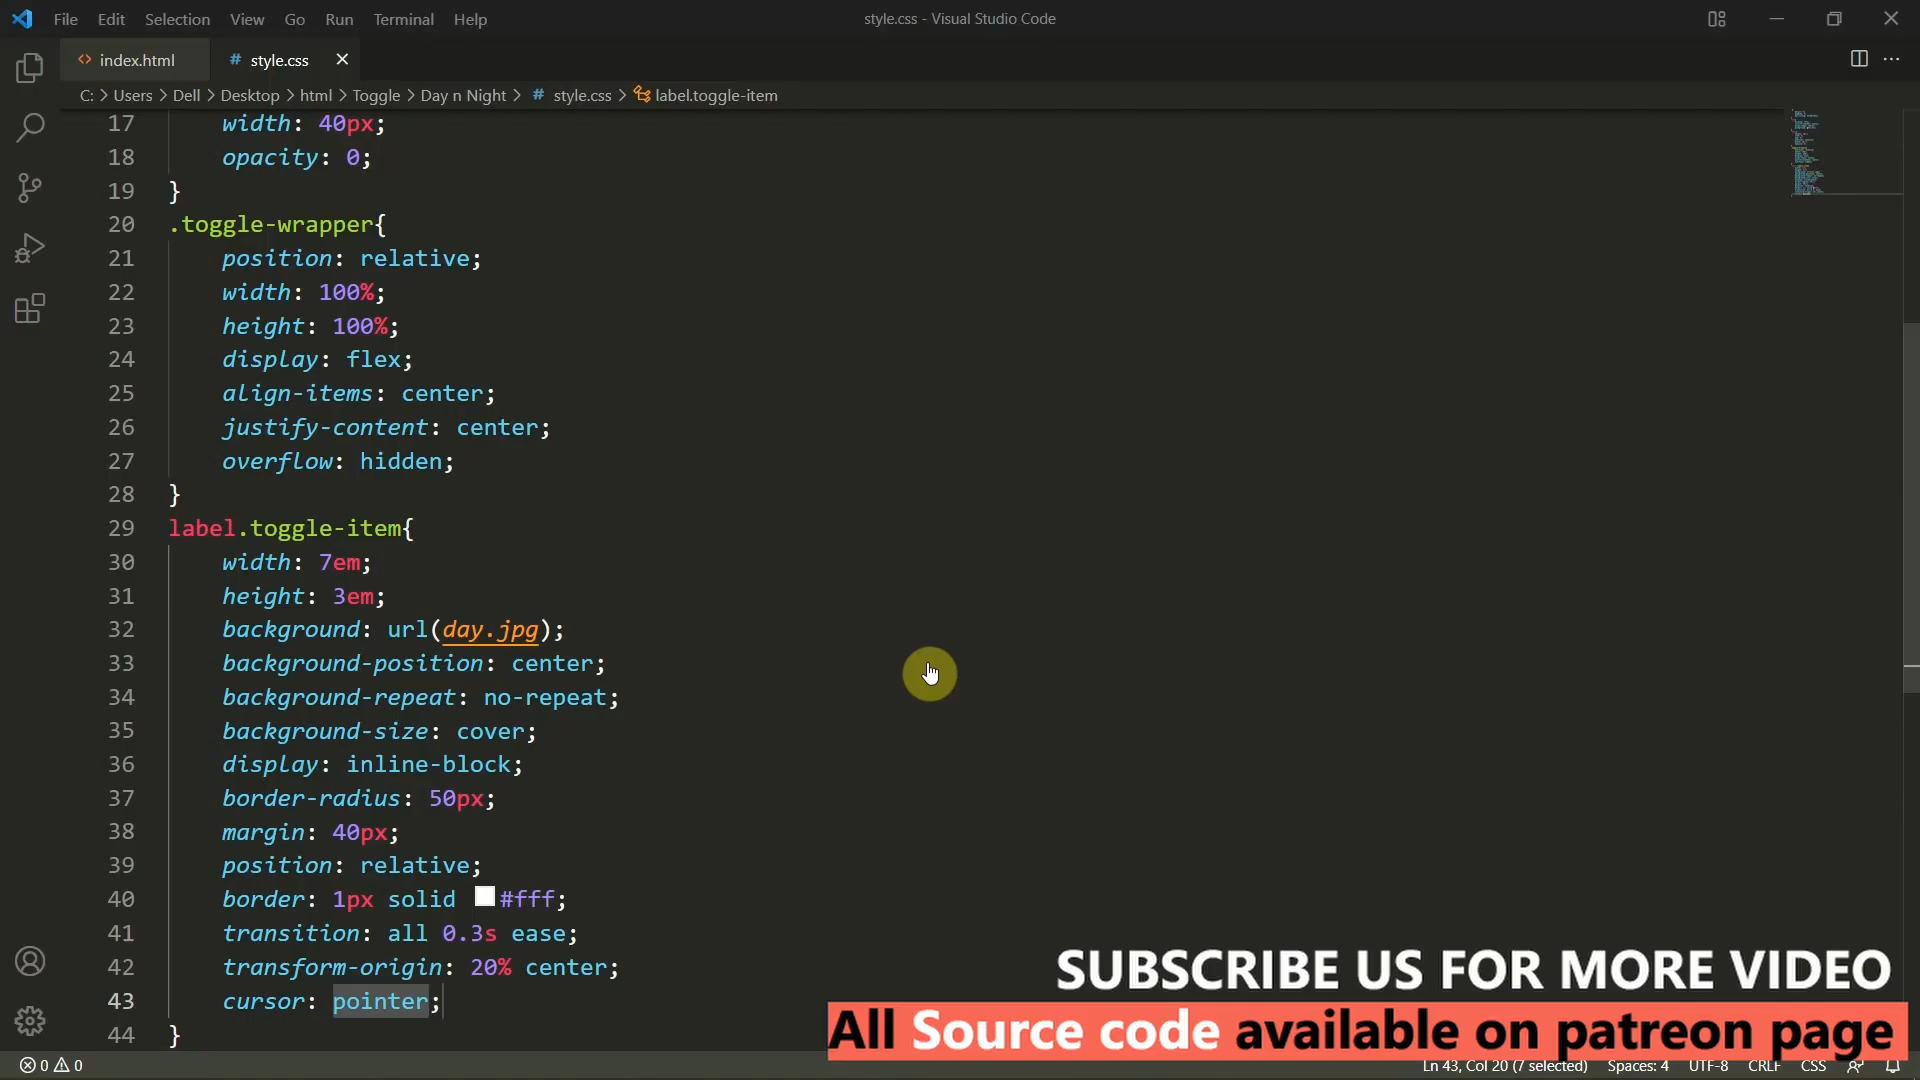 File Edit Selection View Go Run Terminal Help
style.css - Visual Studio Code
index.html
# style.css
C: > Users > Dell > Desktop > html > Toggle > Day n Night > # style.css > label.toggle-item
17 width: 40px;
18 opacity: 0;
19 }
20 .toggle-wrapper{
21 position: relative;
22 width: 100%;
23 height: 100%;
24 display: flex;
25 align-items: center;
26 justify-content: center;
27 overflow: hidden;
28 }
29 label.toggle-item{
30 width: 7em;
31 height: 3em;
32 background: url(day.jpg);
33 background-position: center;
34 background-repeat: no-repeat;
35 background-size: cover;
36 display: inline-block;
37 border-radius: 50px;
38 margin: 40px;
39 position: relative;
40 border: 1px solid #fff;
41 transition: all 0.3s ease;
42 transform-origin: 20% center;
43 cursor: pointer;
44 }
SUBSCRIBE US FOR MORE VIDEO
All Source code available on patreon page
0 0
Ln 43, Col 20 (7 selected) Spaces: 4 UTF-8 CRLF CSS